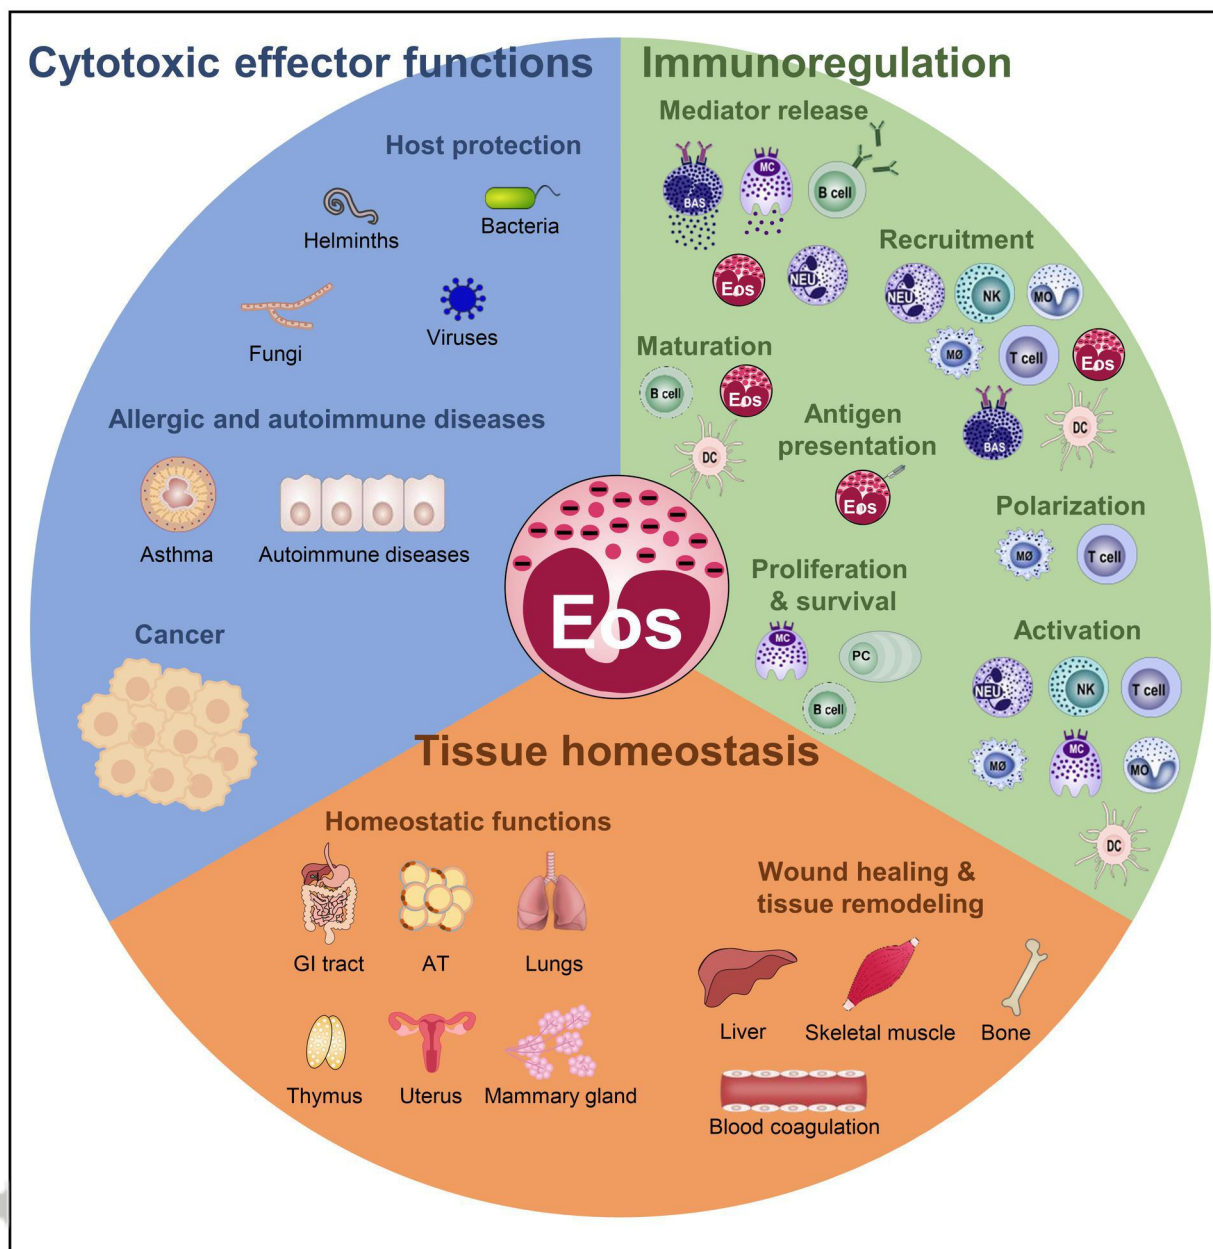 Cytotoxic effector functions
Host protection
Helminths
Bacteria
Fungi
Viruses
Allergic and autoimmune diseases
Asthma
Autoimmune diseases
Cancer
Immunoregulation
Mediator release
BAS
MC
B cell
Eos
NEU
Recruitment
NEU
NK
MO
MØ
T cell
Eos
BAS
DC
Maturation
B cell
Eos
DC
Antigen
presentation
Eos
Polarization
MØ
T cell
Proliferation
& survival
MC
PC
B cell
Activation
NEU
NK
T cell
MØ
MC
MO
DC
Eos
Tissue homeostasis
Homeostatic functions
GI tract
AT
Lungs
Thymus
Uterus
Mammary gland
Wound healing &
tissue remodeling
Liver
Skeletal muscle
Bone
Blood coagulation